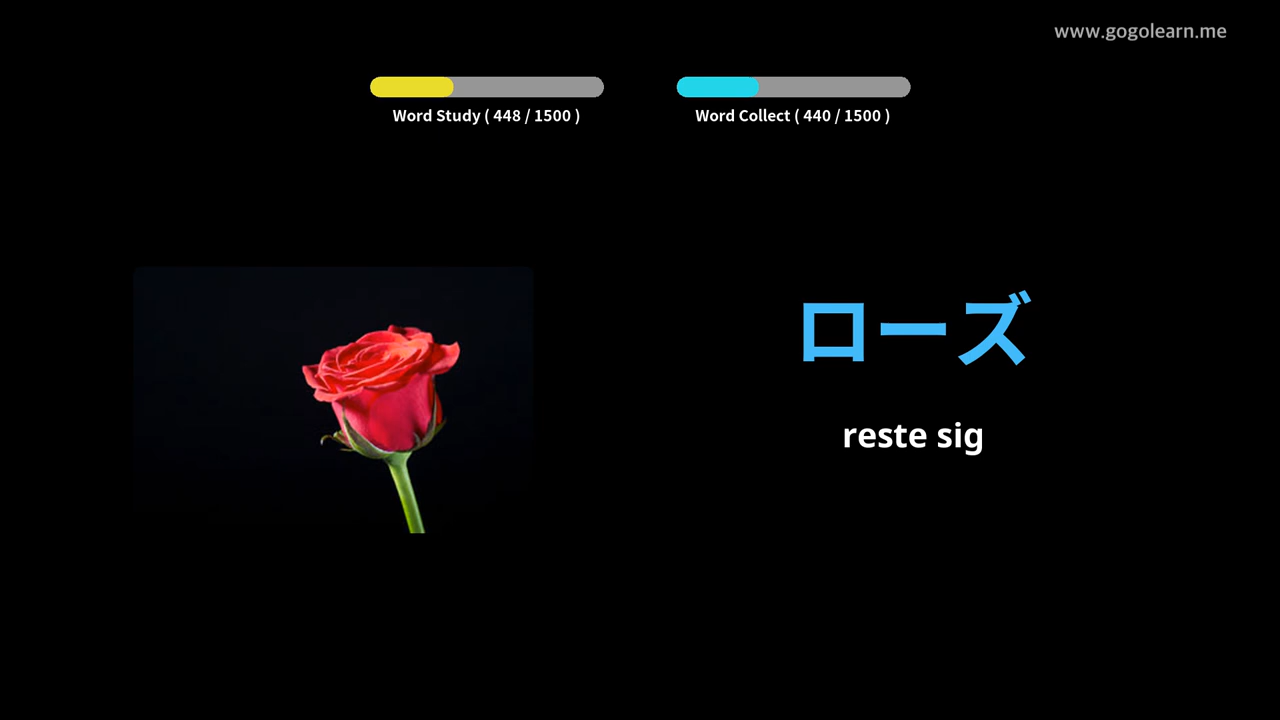 www.gogolearn.me
Word Study ( 448 / 1500 )
Word Collect ( 440 / 1500 )
ローズ
reste sig